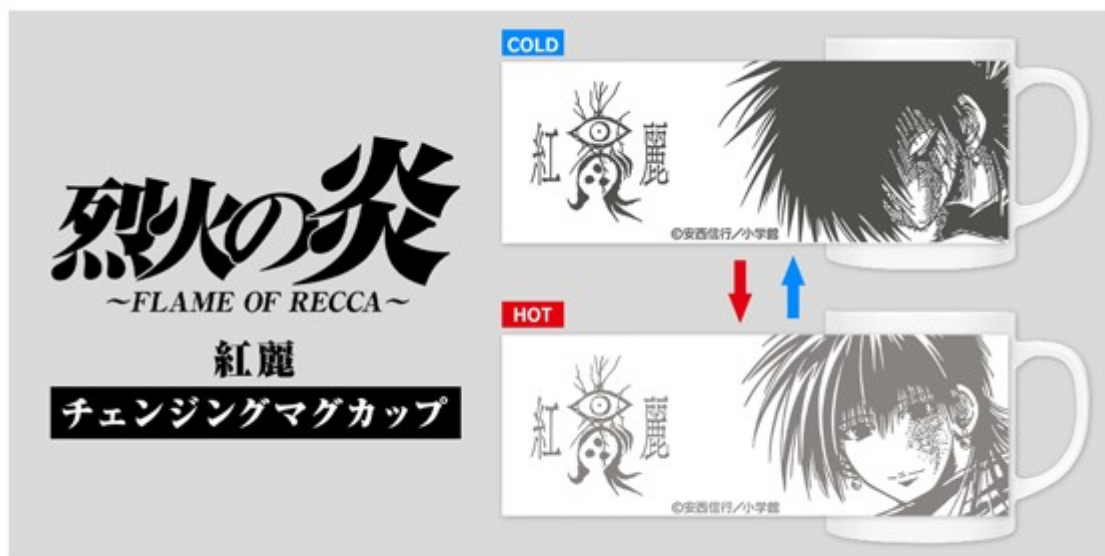 烈火の炎
～FLAME OF RECCA～
紅麗
チェンジングマグカップ
COLD
紅 麗
©安西信行／小学館
HOT
紅 麗
©安西信行／小学館